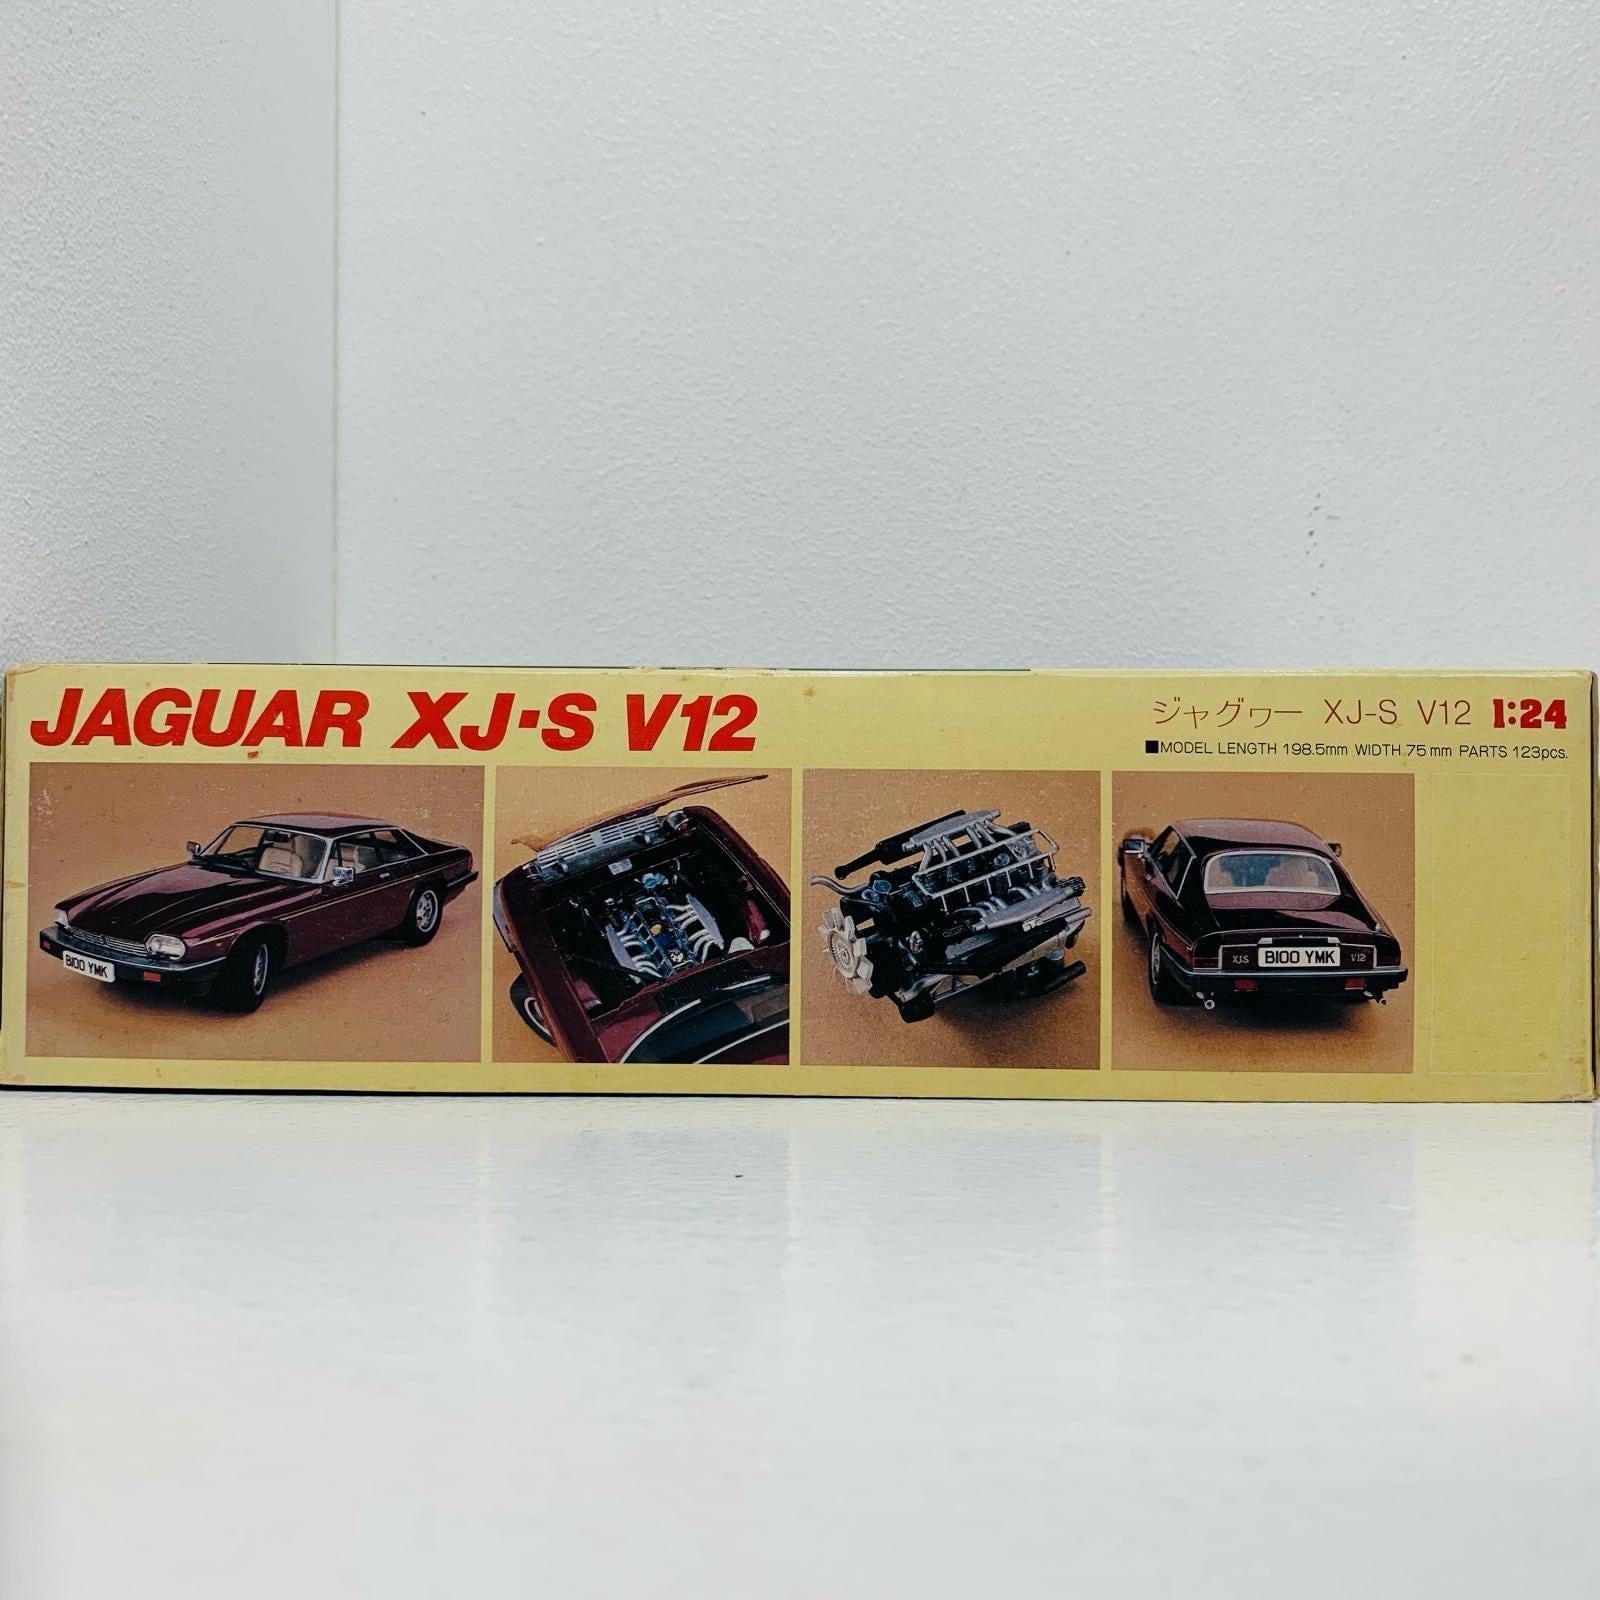 JAGUAR XJ·S V12
ジャグヮー XJ-S V12 1:24
■MODEL LENGTH 198.5mm WIDTH 75mm PARTS 123pcs.
B100 YMK
XJ-S B100 YMK V12